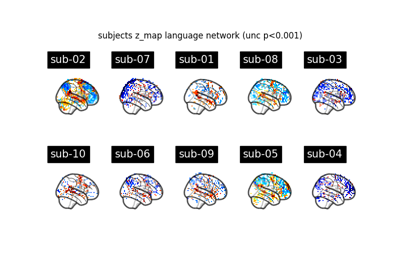 subjects z_map language network (unc p<0.001)
sub-02 sub-07 sub-01 sub-08 sub-03
sub-10 sub-06 sub-09 sub-05 sub-04